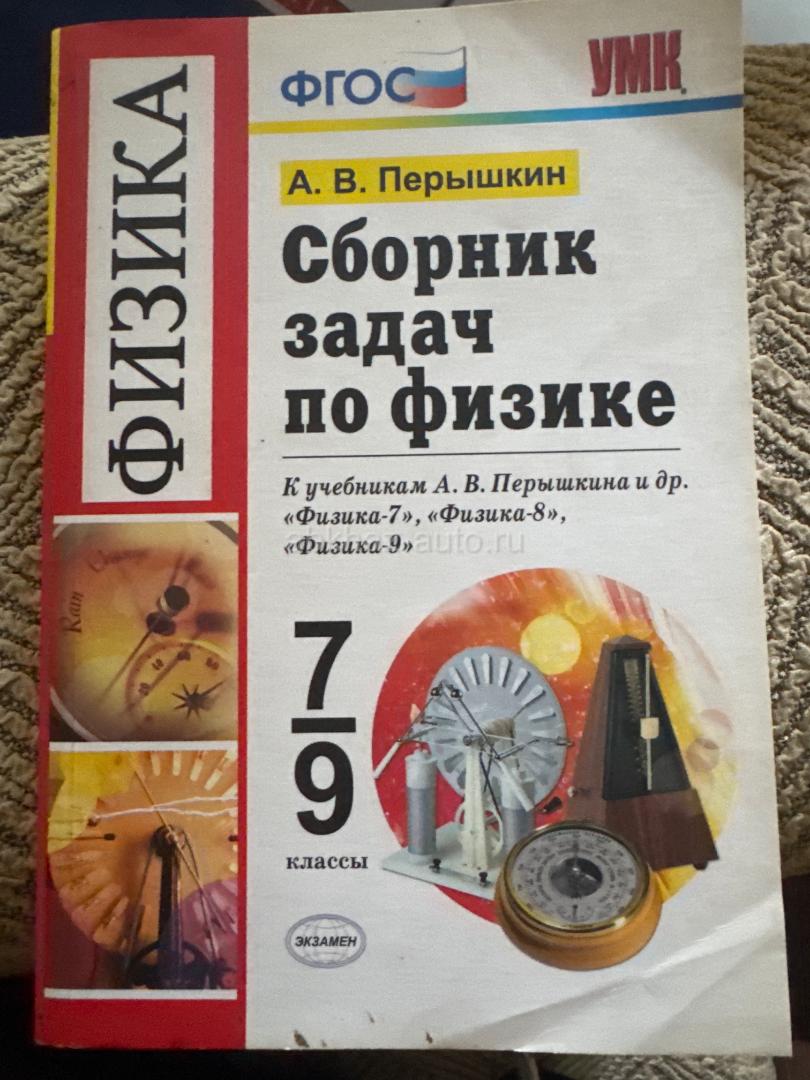 ФИЗИКА
ФГОС
УМК
А. В. Перышкин
Сборник
задач
по физике
К учебникам А. В. Перышкина и др.
«Физика-7», «Физика-8»,
«Физика-9»
7
9
классы
ЭКЗАМЕН
Rain